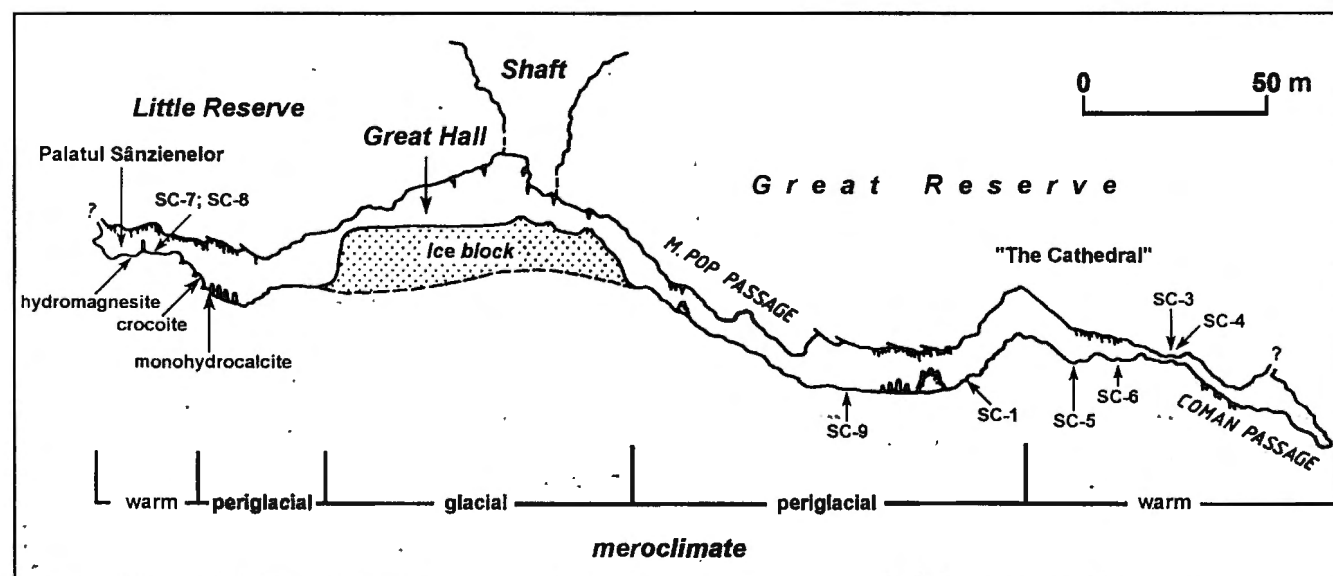 Shaft
0 50 m
Little Reserve
Great Hall
Palatul Sânzienelor
SC-7; SC-8
Great Reserve
?
Ice block
M. POP PASSAGE
"The Cathedral"
SC-3
SC-4
?
hydromagnesite
crocoite
monohydrocalcite
SC-9
SC-1
SC-5
SC-6
COMAN PASSAGE
warm periglacial glacial periglacial warm
meroclimate